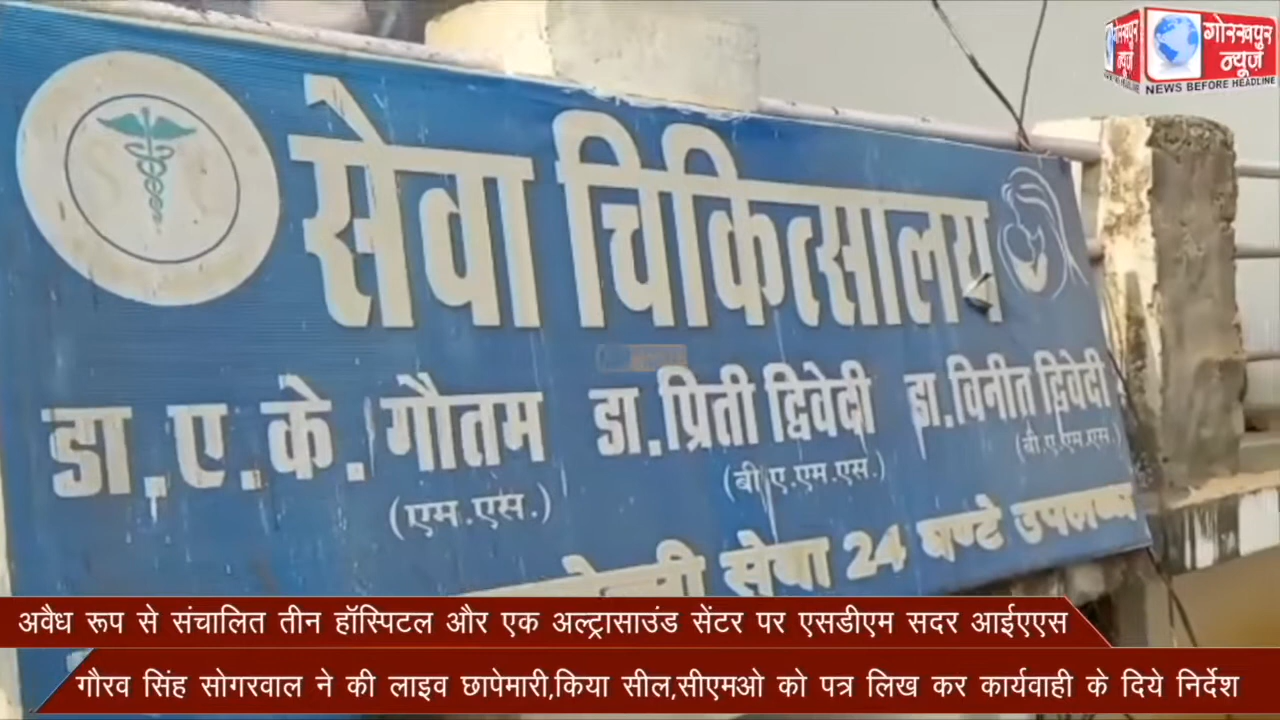 गोरखपुर
न्यूज़
NEWS BEFORE HEADLINE
सेवा चिकित्सालय
डा.ए.के.गौतम डा.प्रिती द्विवेदी डा.विनीत द्विवेदी
(एम.एस.) (बी.ए.एम.एस.) (बी.ए.एम.एस.)
सेवा 24 घण्टे उपलब्ध
अवैध रूप से संचालित तीन हॉस्पिटल और एक अल्ट्रासाउंड सेंटर पर एसडीएम सदर आईएएस
गौरव सिंह सोगरवाल ने की लाइव छापेमारी,किया सील,सीएमओ को पत्र लिख कर कार्यवाही के दिये निर्देश